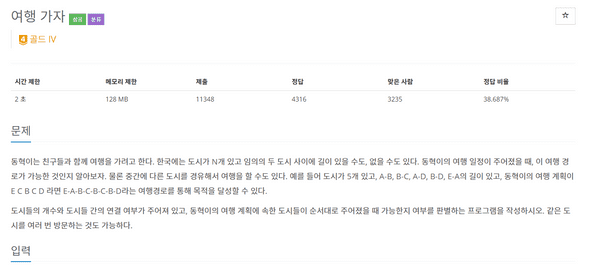 여행 가자 성공 분류
4 골드 IV
시간 제한 메모리 제한 제출 정답 맞은 사람 정답 비율
2 초 128 MB 11348 4316 3235 38.687%
문제
동혁이는 친구들과 함께 여행을 가려고 한다. 한국에는 도시가 N개 있고 임의의 두 도시 사이에 길이 있을 수도, 없을 수도 있다. 동혁이의 여행 일정이 주어졌을 때, 이 여행 경
로가 가능한 것인지 알아보자. 물론 중간에 다른 도시를 경유해서 여행을 할 수도 있다. 예를 들어 도시가 5개 있고, A-B, B-C, A-D, B-D, E-A의 길이 있고, 동혁이의 여행 계획이
E C B C D 라면 E-A-B-C-B-C-B-D라는 여행경로를 통해 목적을 달성할 수 있다.
도시들의 개수와 도시들 간의 연결 여부가 주어져 있고, 동혁이의 여행 계획에 속한 도시들이 순서대로 주어졌을 때 가능한지 여부를 판별하는 프로그램을 작성하시오. 같은 도
시를 여러 번 방문하는 것도 가능하다.
입력